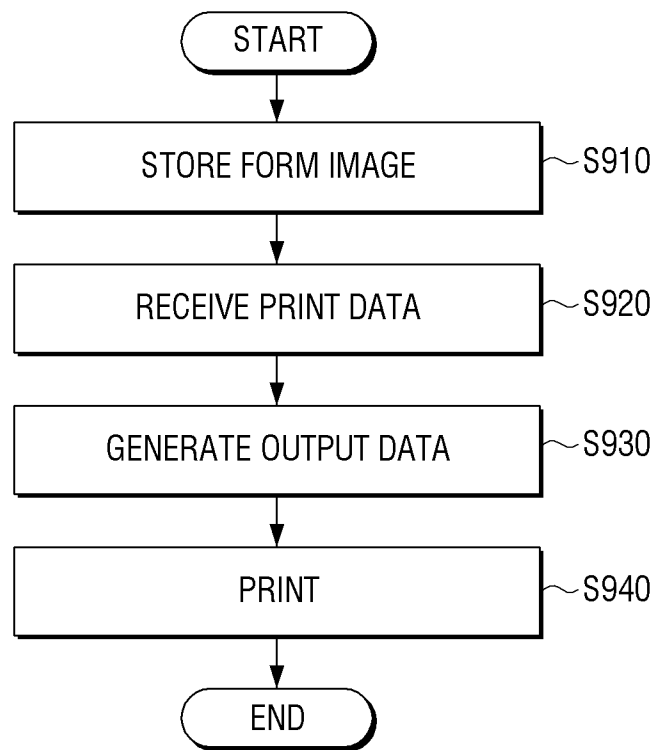 START
STORE FORM IMAGE
S910
RECEIVE PRINT DATA
S920
GENERATE OUTPUT DATA
S930
PRINT
S940
END